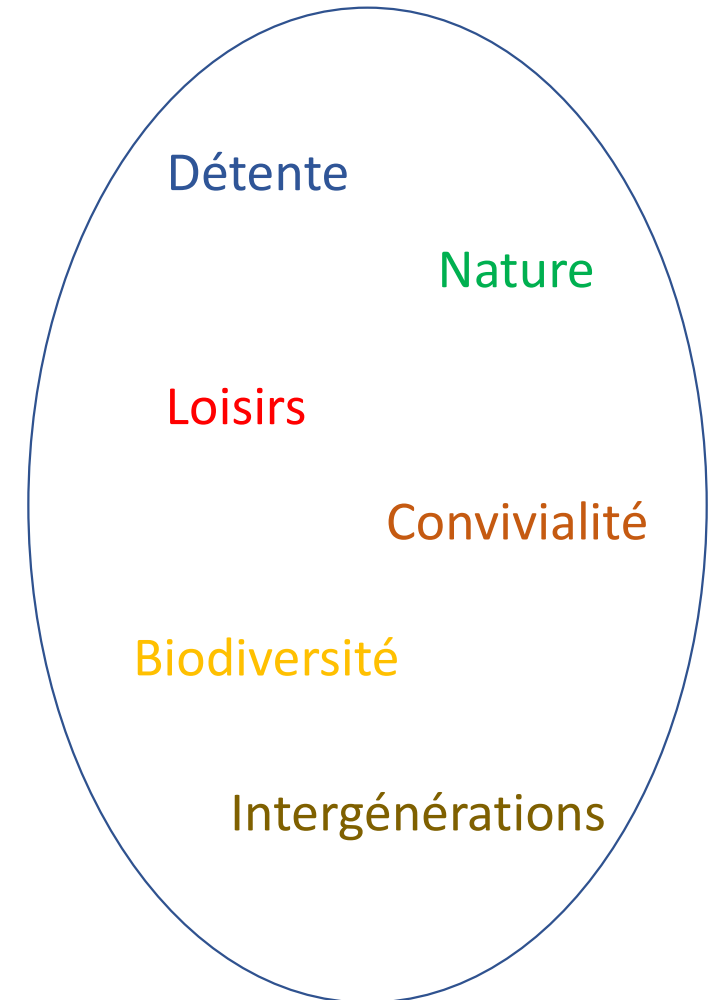 Détente
Nature
Loisirs
Convivialité
Biodiversité
Intergénérations